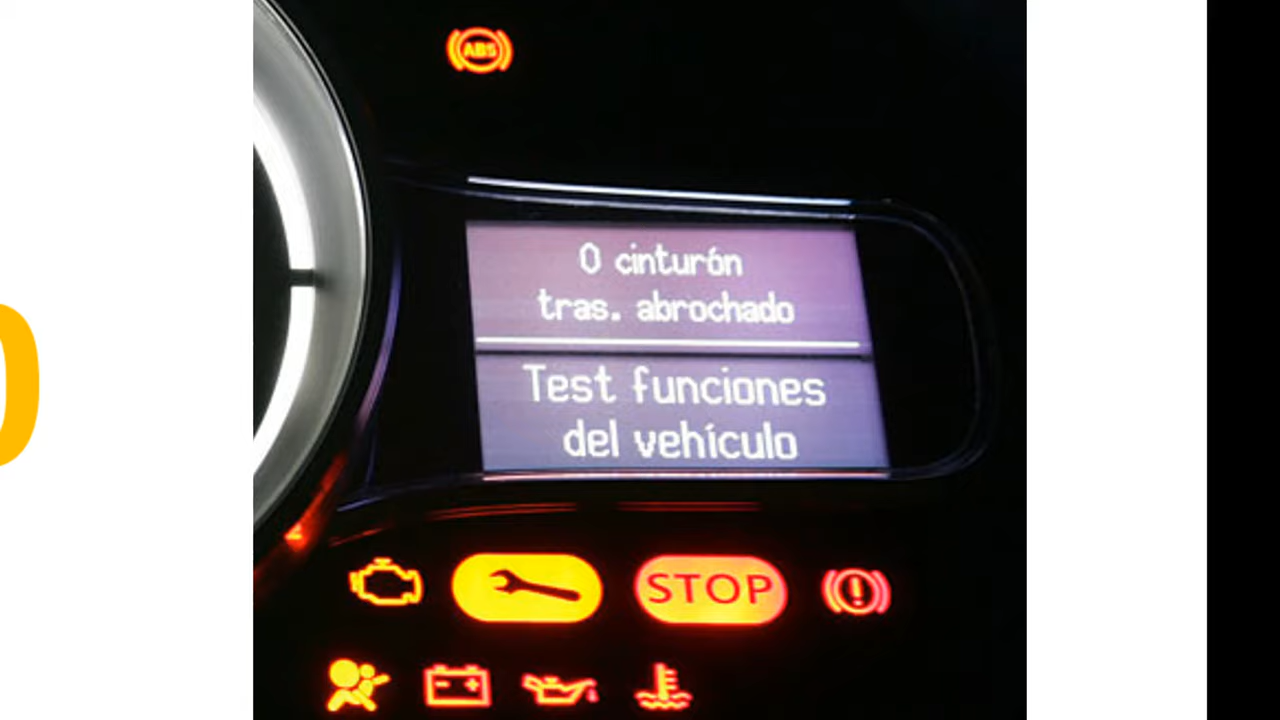 ABS
0 cinturón
tras. abrochado
Test funciones
del vehículo
STOP